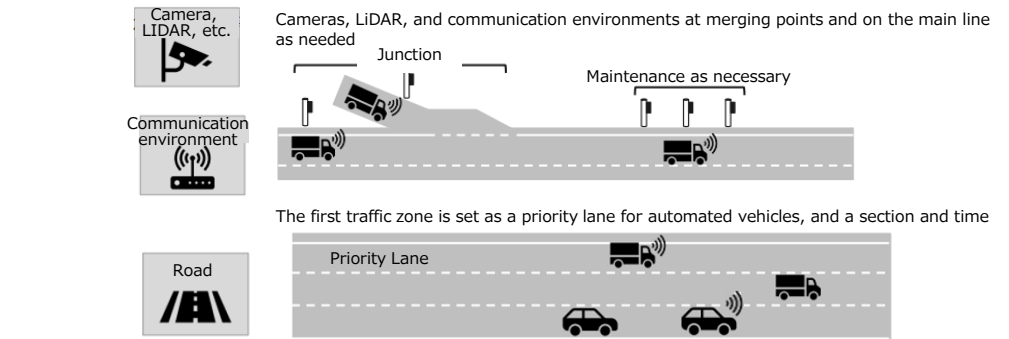 Camera,
LIDAR, etc.
Cameras, LiDAR, and communication environments at merging points and on the main line
as needed
Junction
Maintenance as necessary
Communication
environment
The first traffic zone is set as a priority lane for automated vehicles, and a section and time
Priority Lane
Road